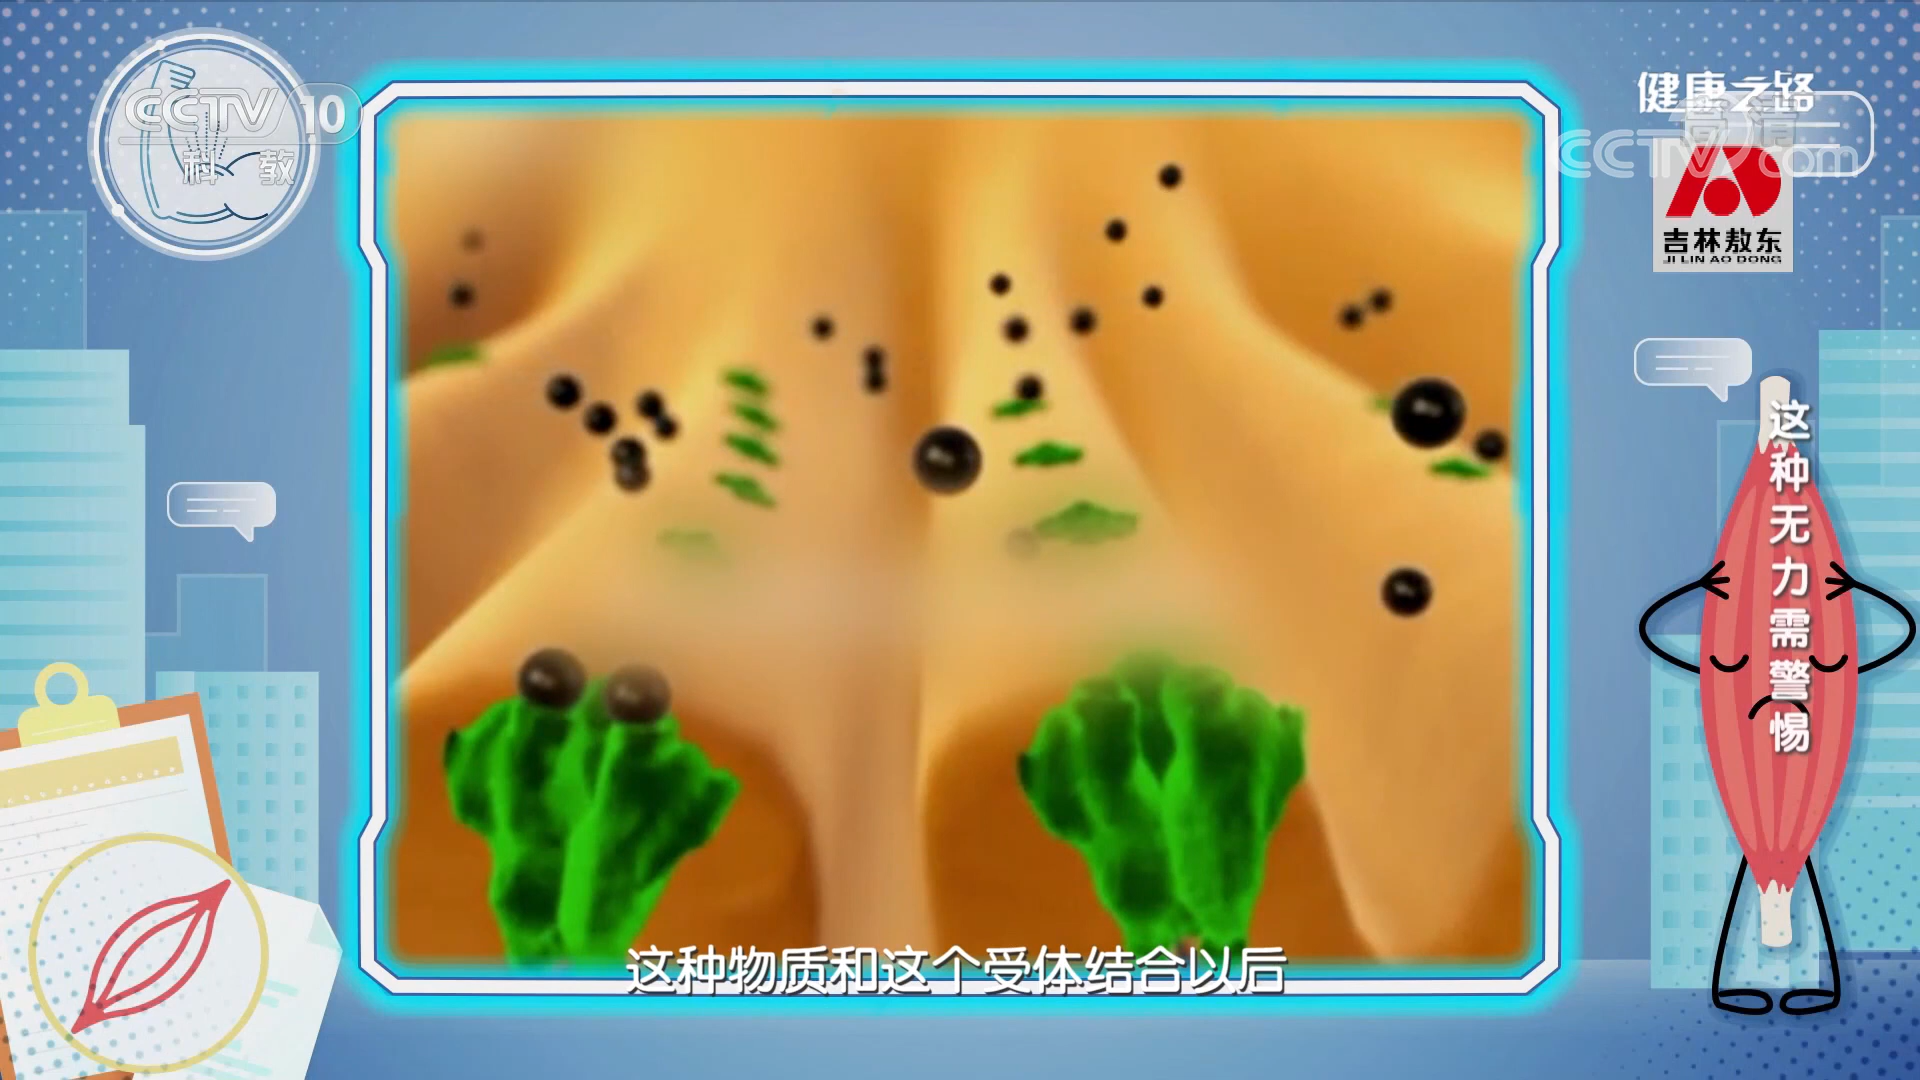 CCTV 10
科教
健康之路
高清
CCTV.com
吉林敖东
JI LIN AO DONG
这种无力需警惕
这种物质和这个受体结合以后